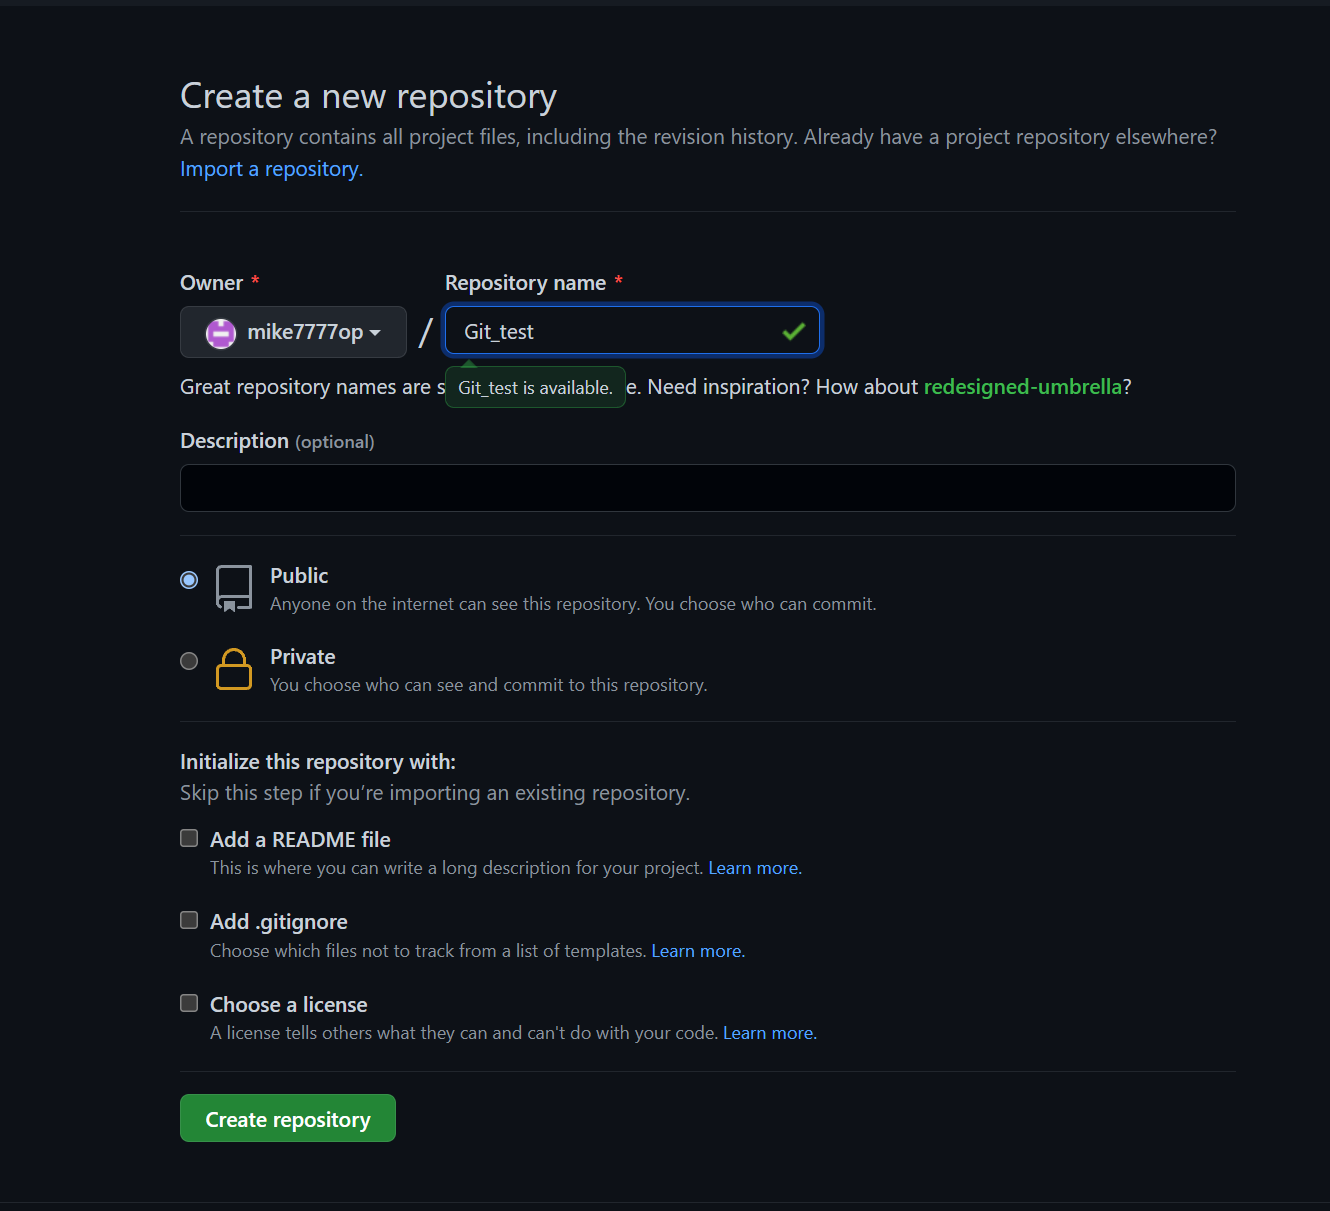 Create a new repository
A repository contains all project files, including the revision history. Already have a project repository elsewhere?
Import a repository.
Owner * Repository name *
mike7777op / Git_test
Great repository names are s Git_test is available. e. Need inspiration? How about redesigned-umbrella?
Description (optional)
Public
Anyone on the internet can see this repository. You choose who can commit.
Private
You choose who can see and commit to this repository.
Initialize this repository with:
Skip this step if you’re importing an existing repository.
Add a README file
This is where you can write a long description for your project. Learn more.
Add .gitignore
Choose which files not to track from a list of templates. Learn more.
Choose a license
A license tells others what they can and can't do with your code. Learn more.
Create repository